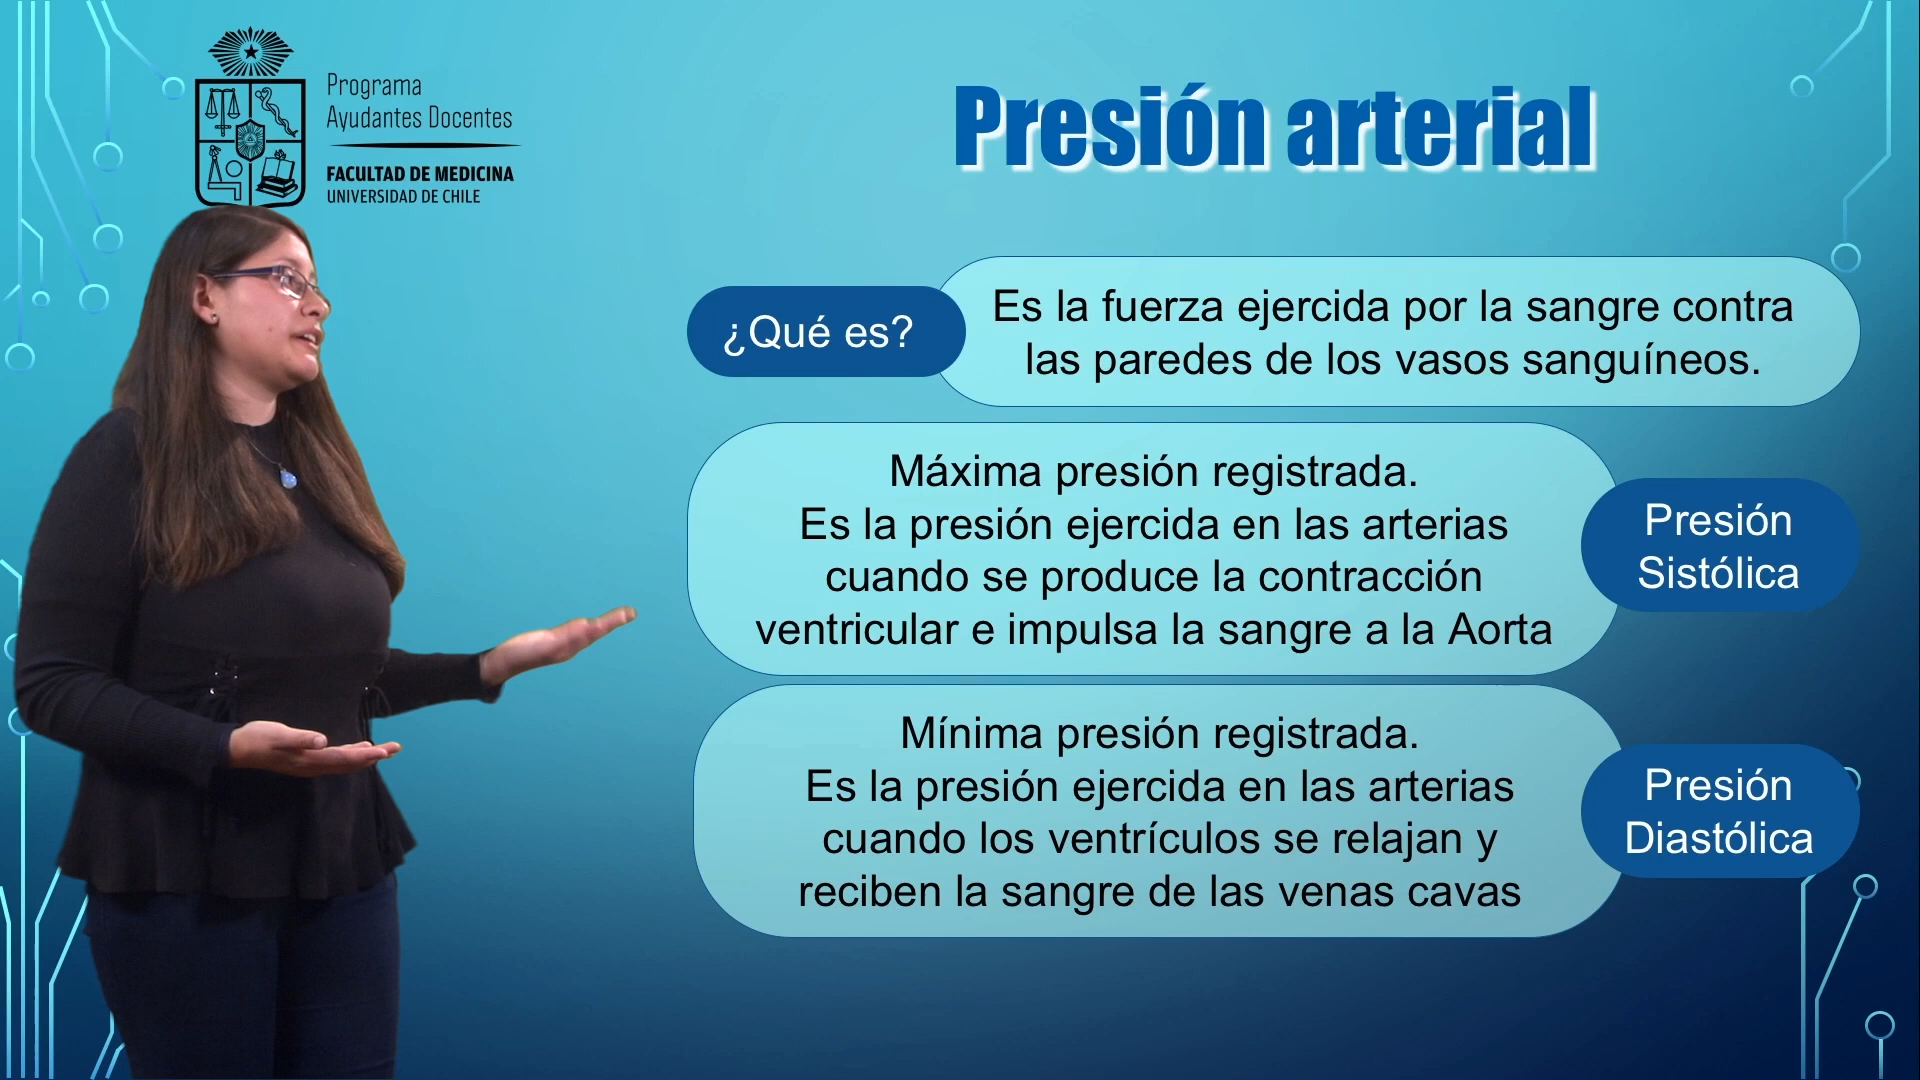 Programa
Ayudantes Docentes
FACULTAD DE MEDICINA
UNIVERSIDAD DE CHILE
Presión arterial
¿Qué es?
Es la fuerza ejercida por la sangre contra
las paredes de los vasos sanguíneos.
Máxima presión registrada.
Es la presión ejercida en las arterias
cuando se produce la contracción
ventricular e impulsa la sangre a la Aorta
Presión
Sistólica
Mínima presión registrada.
Es la presión ejercida en las arterias
cuando los ventrículos se relajan y
reciben la sangre de las venas cavas
Presión
Diastólica